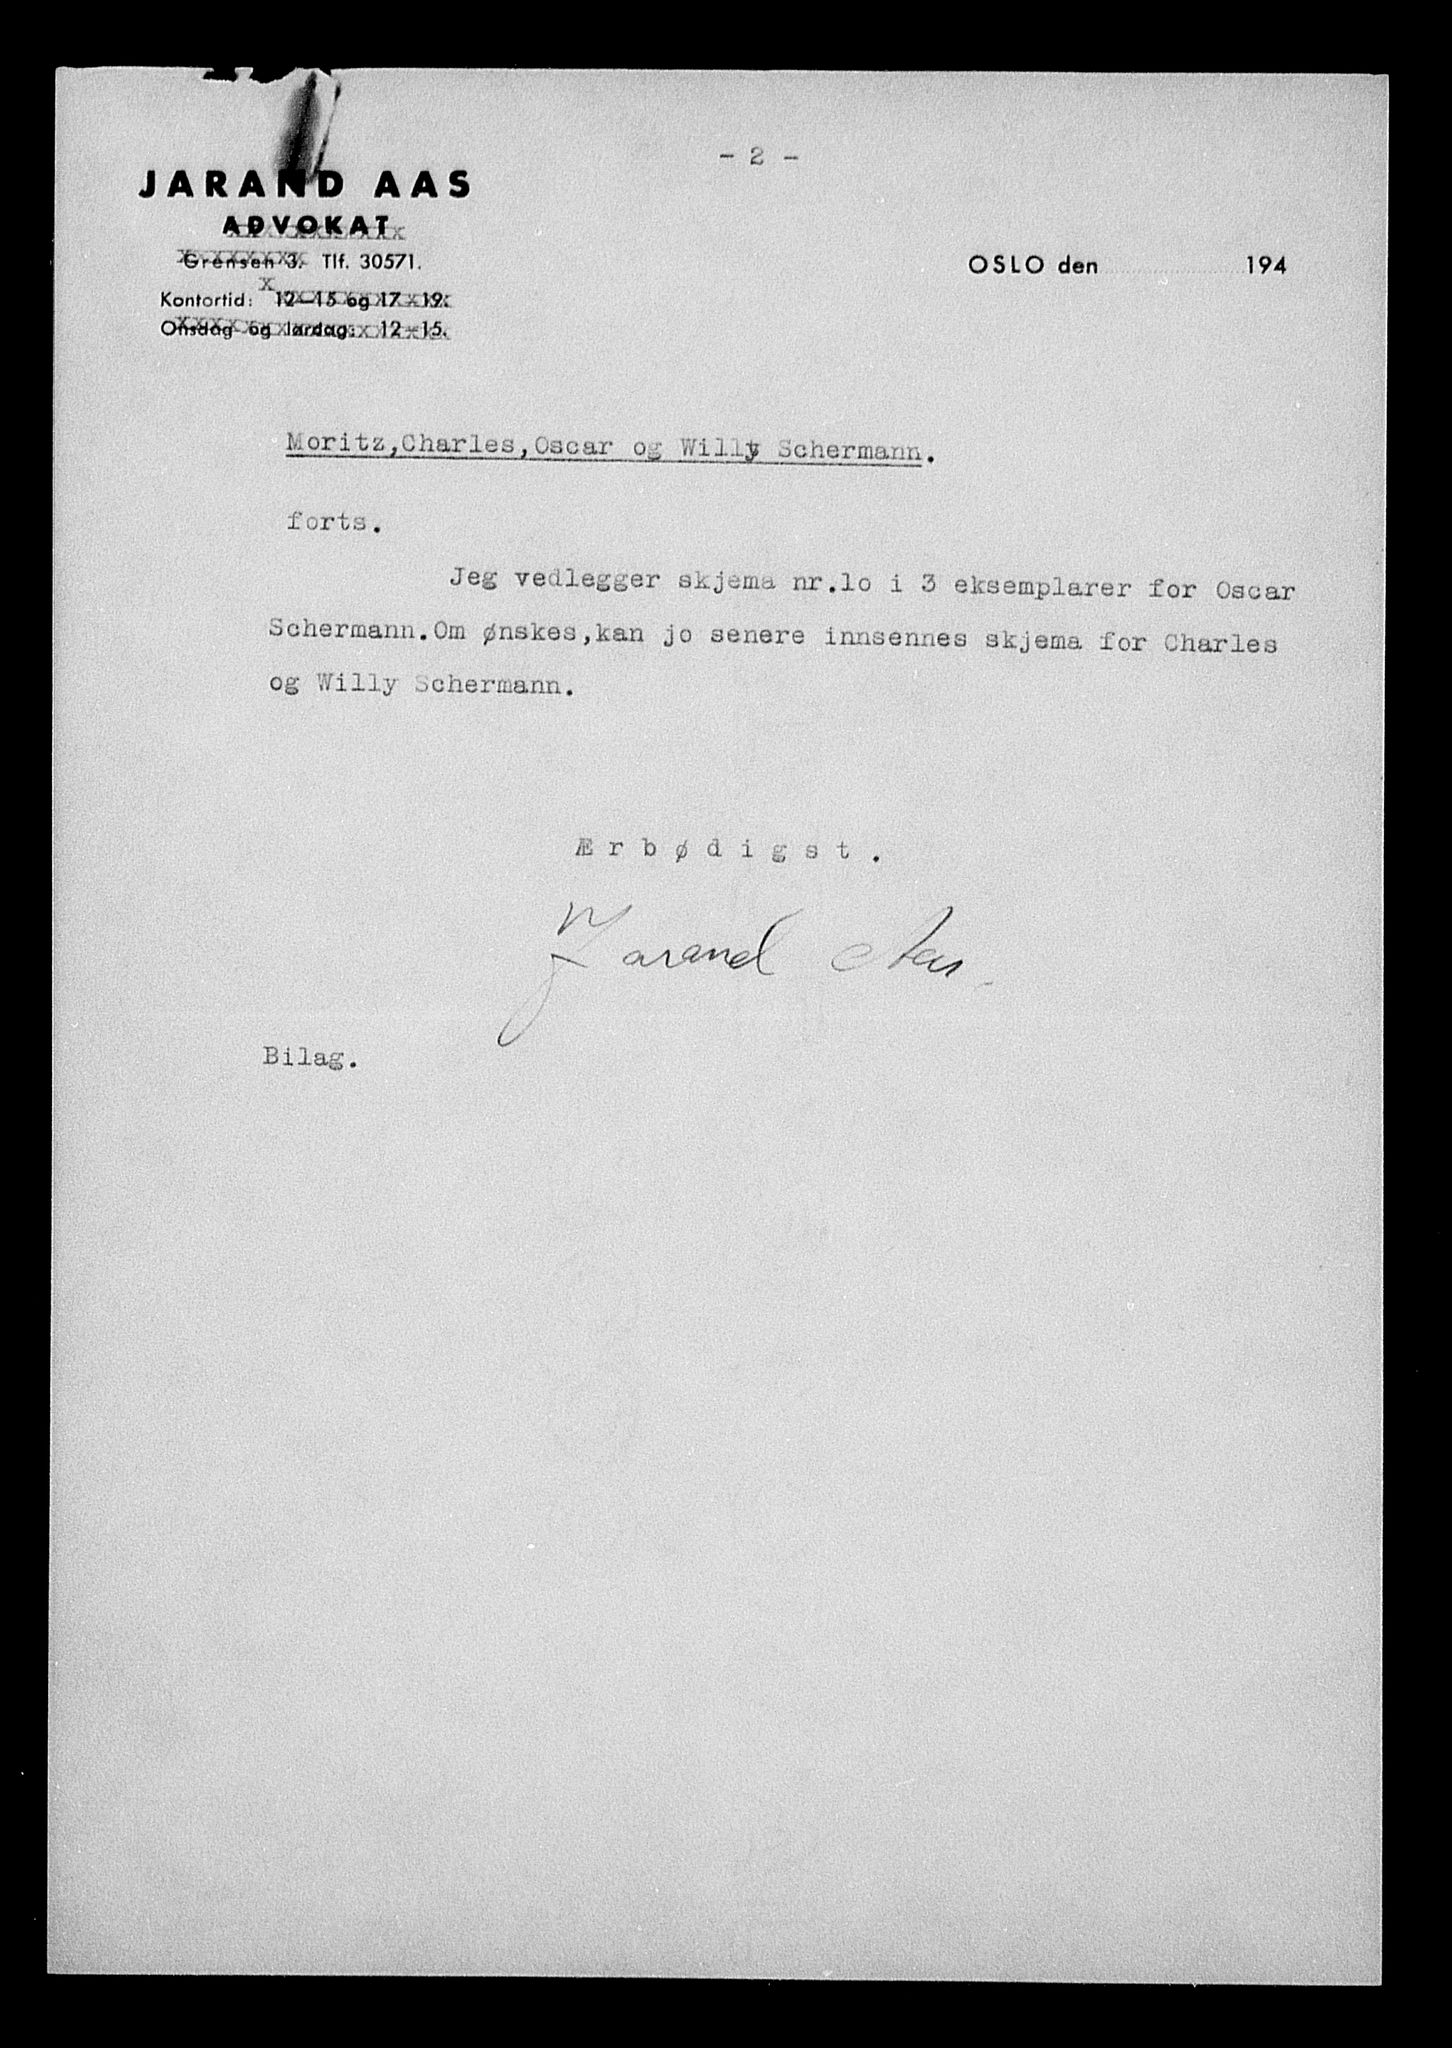 - 2 -
JARAND AAS
ADVOKAT
Grensen 3. Tlf. 30571.
OSLO den 194
Kontortid: 12-15 og 17-19.
Onsdag og lørdag: 12-15.
Moritz,Charles,Oscar og Willy Schermann.
forts.
Jeg vedlegger skjema nr.lo i 3 eksemplarer for Oscar
Schermann.Om ønskes,kan jo senere innsennes skjema for Charles
og Willy Schermann.
Ærbødigst.
Jarand Aas.
Bilag.